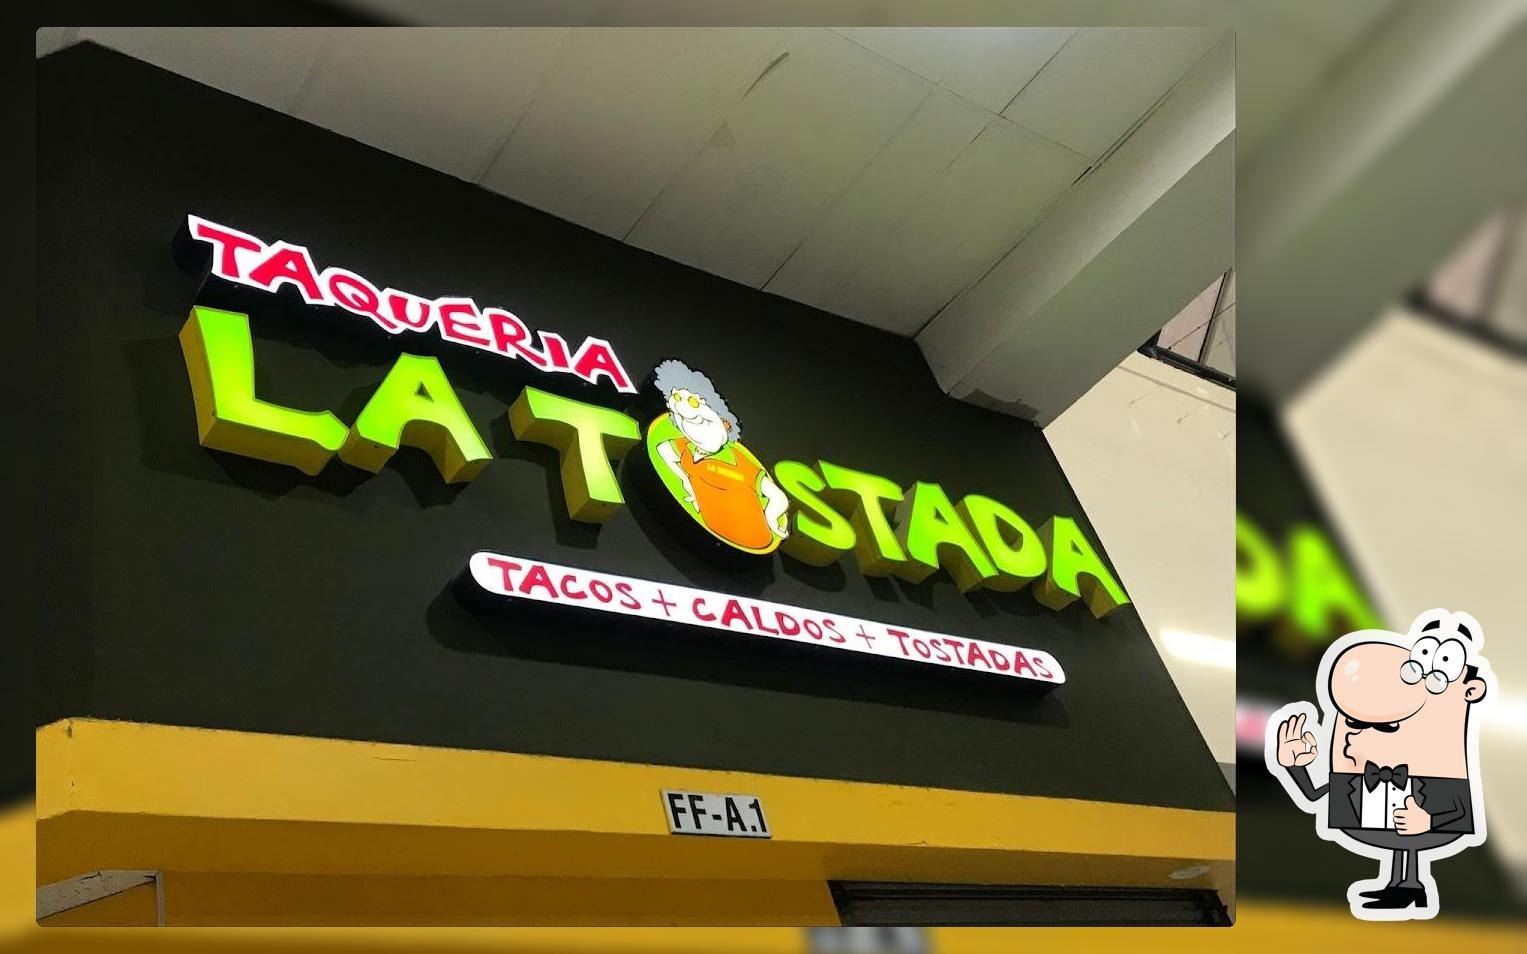 TAQUERIA
LA TOSTADA
TACOS + CALDOS + TOSTADAS
FF-A.1